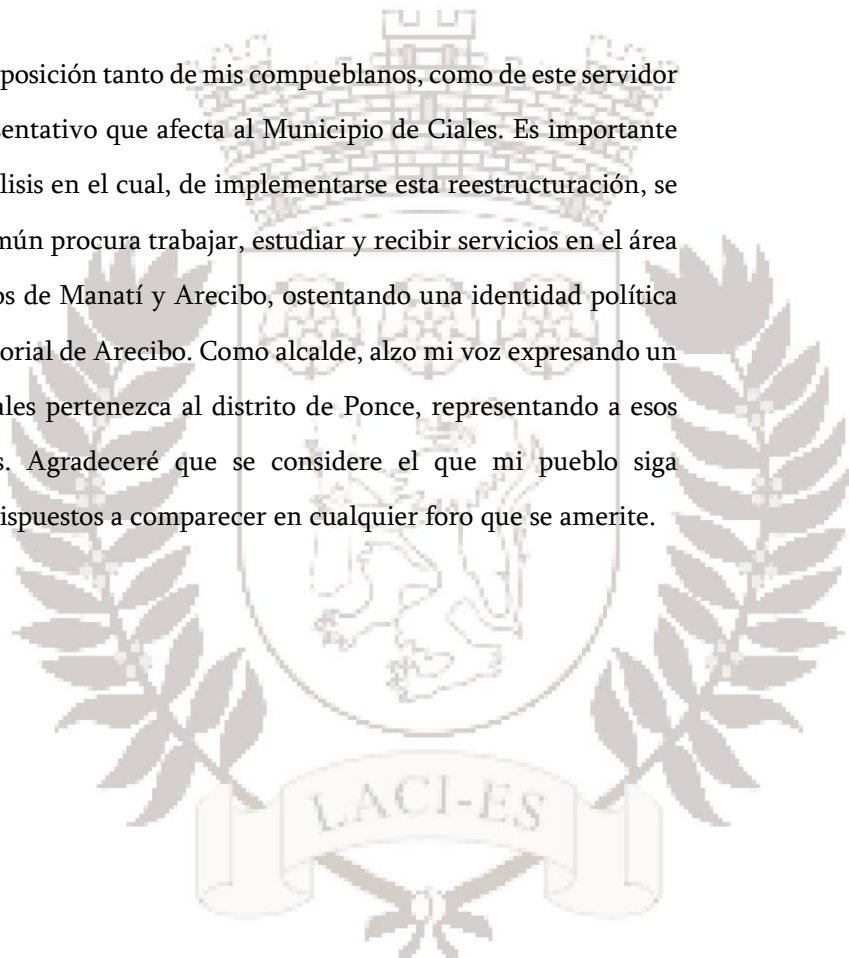 posición tanto de mis compueblanos, como de este servidor
sentativo que afecta al Municipio de Ciales. Es importante
lisis en el cual, de implementarse esta reestructuración, se
mún procura trabajar, estudiar y recibir servicios en el área
os de Manatí y Arecibo, ostentando una identidad política
orial de Arecibo. Como alcalde, alzo mi voz expresando un
ales pertenezca al distrito de Ponce, representando a esos
s. Agradeceré que se considere el que mi pueblo siga
ispuestos a comparecer en cualquier foro que se amerite.
LACI-ES